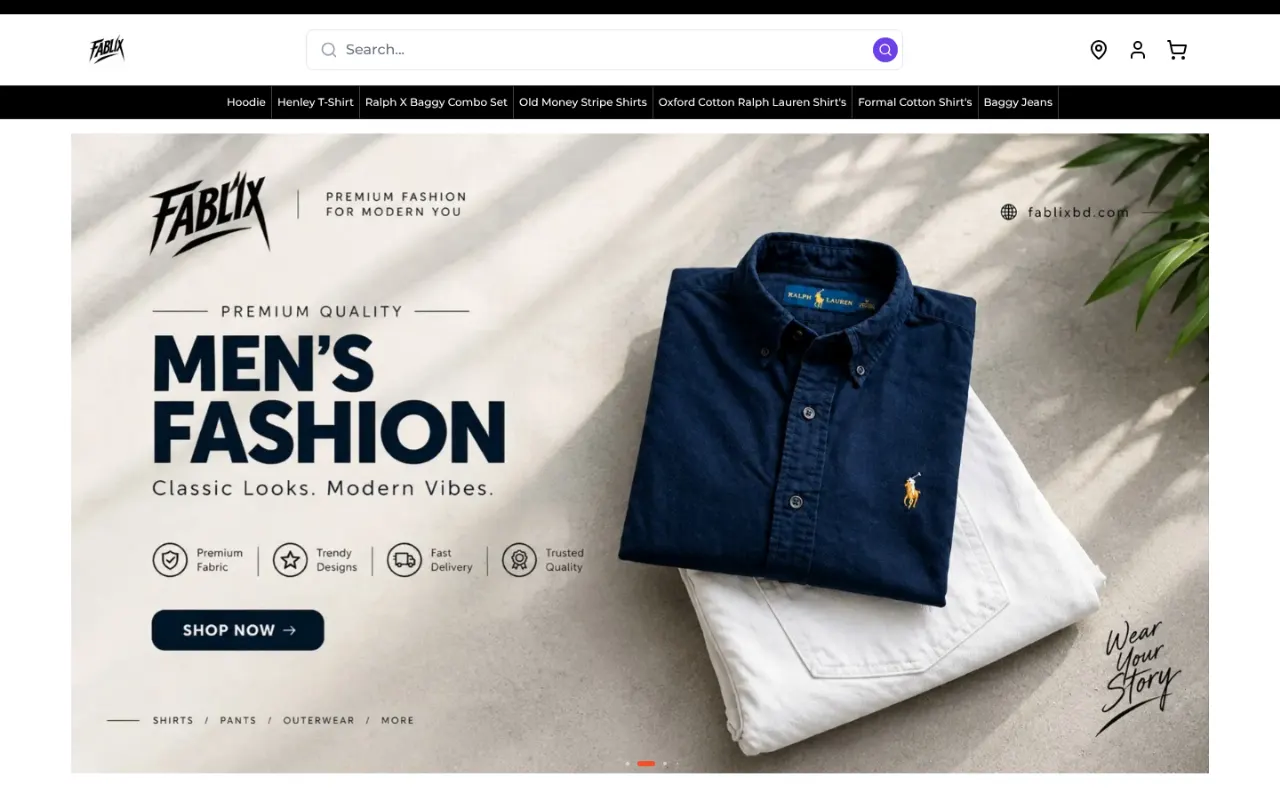 FABLIX
Search...
Hoodie
Henley T-Shirt
Ralph X Baggy Combo Set
Old Money Stripe Shirts
Oxford Cotton Ralph Lauren Shirt's
Formal Cotton Shirt's
Baggy Jeans
FABLIX
PREMIUM FASHION
FOR MODERN YOU
fablixbd.com
PREMIUM QUALITY
MEN'S
FASHION
Classic Looks. Modern Vibes.
Premium
Fabric
Trendy
Designs
Fast
Delivery
Trusted
Quality
SHOP NOW →
SHIRTS / PANTS / OUTERWEAR / MORE
RALPH LAUREN
Wear
Your
Story